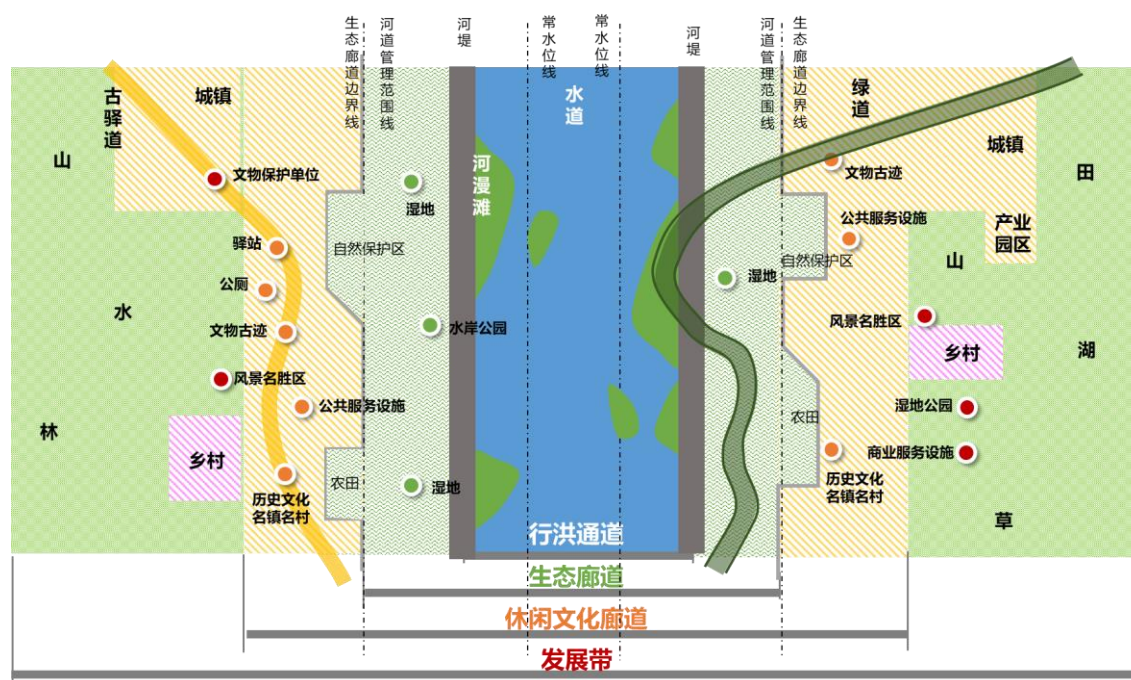 生态廊道边界线
河道管理范围线
河堤
常水位线
常水位线
河堤
河道管理范围线
生态廊道边界线
古驿道
城镇
水道
绿道
城镇
山
文物保护单位
河漫滩
文物古迹
田
湿地
公共服务设施
产业
园区
驿站
自然保护区
自然保护区
山
公厕
湿地
水
文物古迹
水岸公园
风景名胜区
乡村
湖
风景名胜区
公共服务设施
农田
湿地公园
林
乡村
农田
湿地
商业服务设施
历史文化
名镇名村
历史文化
名镇名村
草
行洪通道
生态廊道
休闲文化廊道
发展带